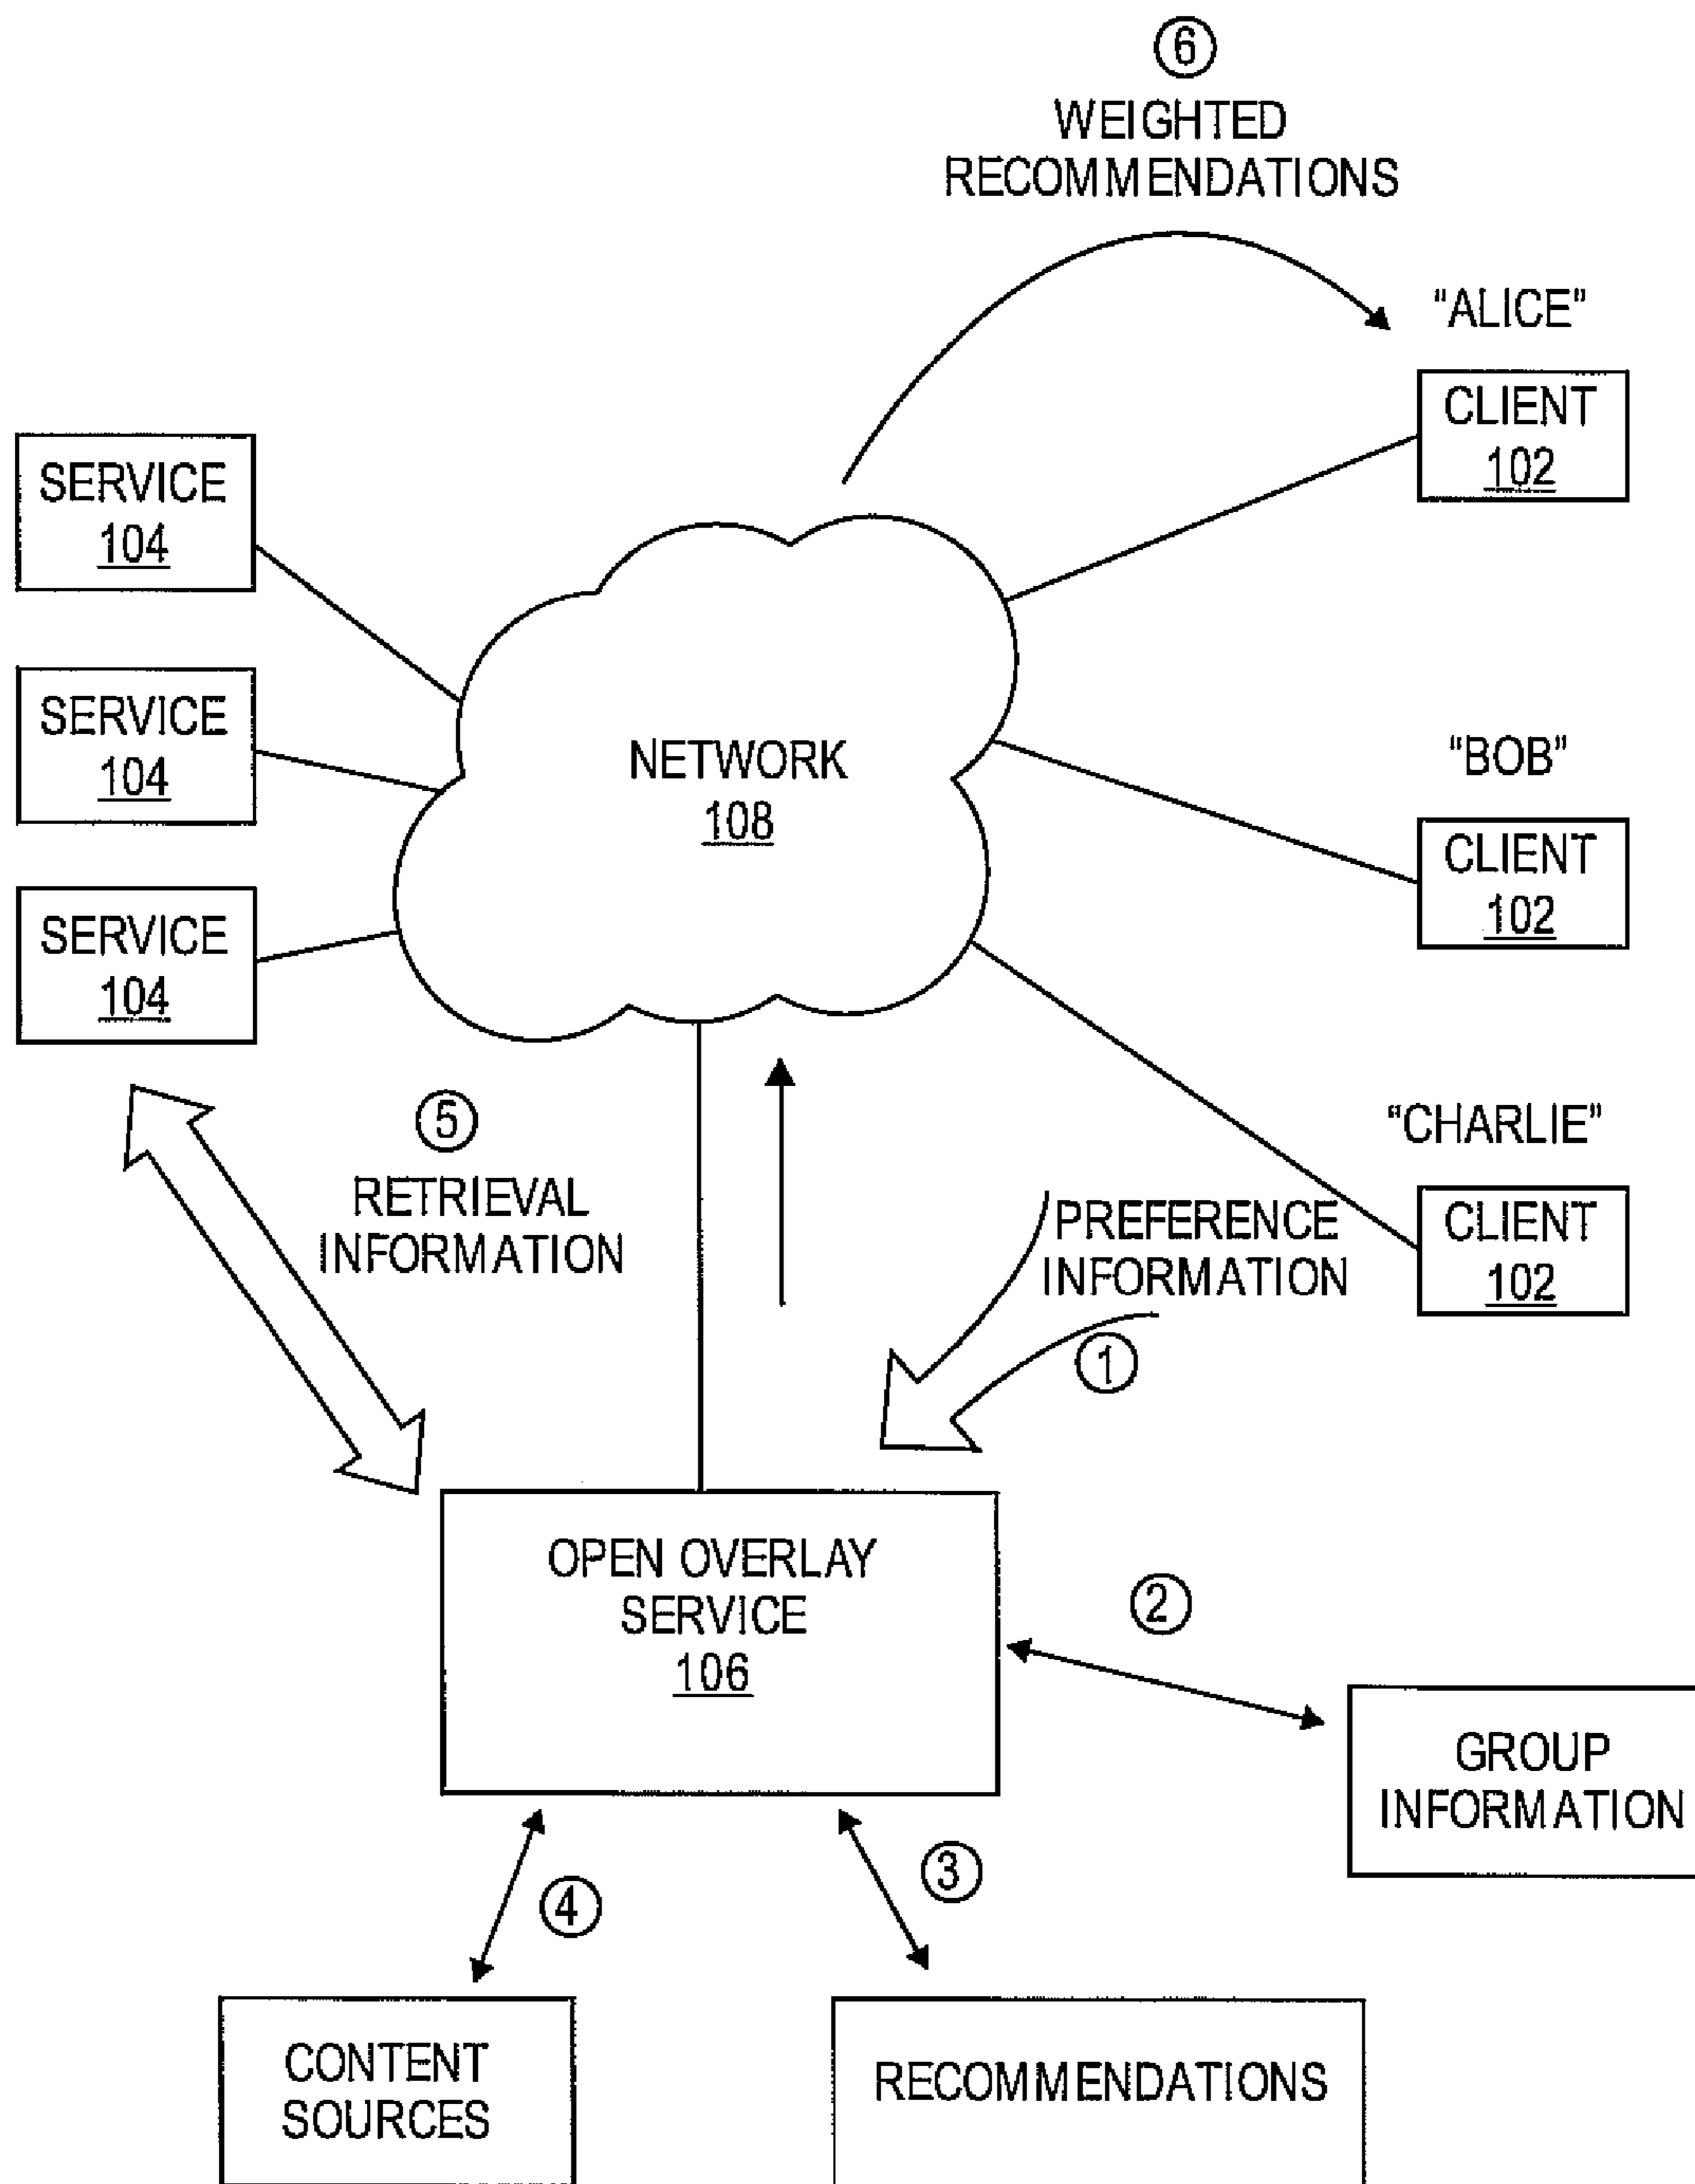 ⑥
WEIGHTED
RECOMMENDATIONS
"ALICE"
CLIENT
102
SERVICE
104
SERVICE
104
SERVICE
104
NETWORK
108
"BOB"
CLIENT
102
"CHARLIE"
CLIENT
102
⑤
RETRIEVAL
INFORMATION
PREFERENCE
INFORMATION
①
OPEN OVERLAY
SERVICE
106
②
GROUP
INFORMATION
③
④
CONTENT
SOURCES
RECOMMENDATIONS